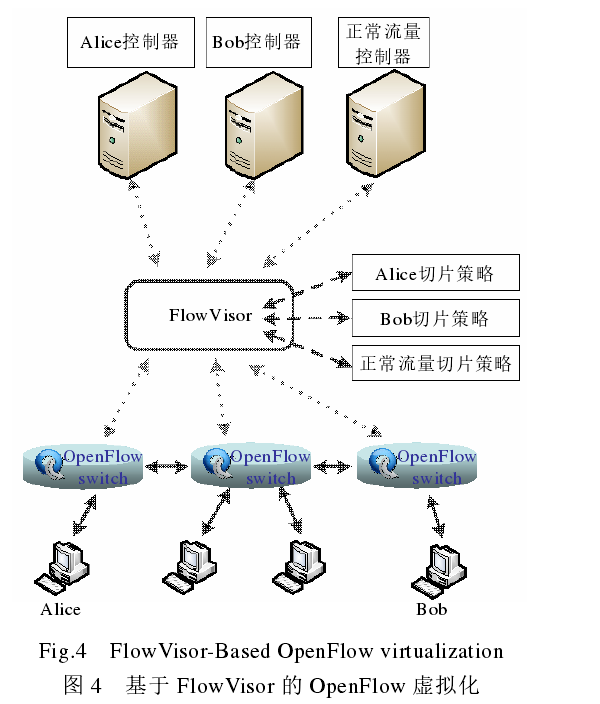 Alice控制器
Bob控制器
正常流量
控制器
Alice切片策略
FlowVisor
Bob切片策略
正常流量切片策略
OpenFlow
switch
OpenFlow
switch
OpenFlow
switch
Alice
Bob
Fig.4 FlowVisor-Based OpenFlow virtualization
图 4 基于 FlowVisor 的 OpenFlow 虚拟化